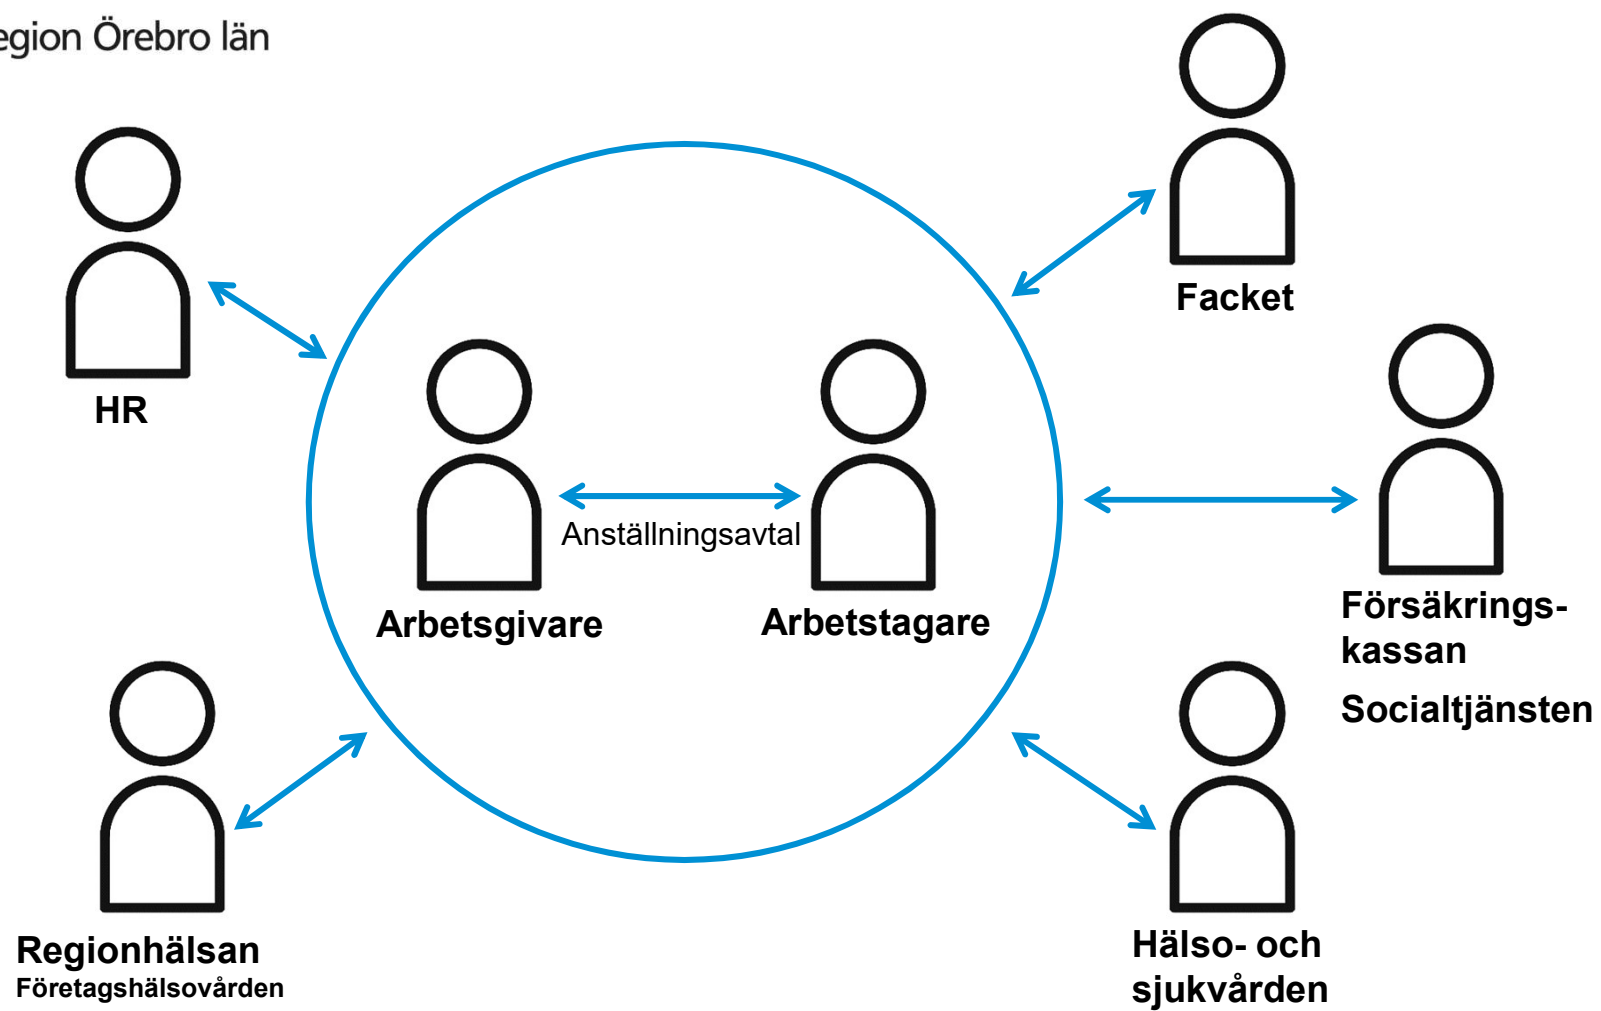 egion Örebro län
Facket
HR
Anställningsavtal
Arbetsgivare
Arbetstagare
Försäkrings-
kassan
Socialtjänsten
Regionhälsan
Företagshälsovården
Hälso- och
sjukvården